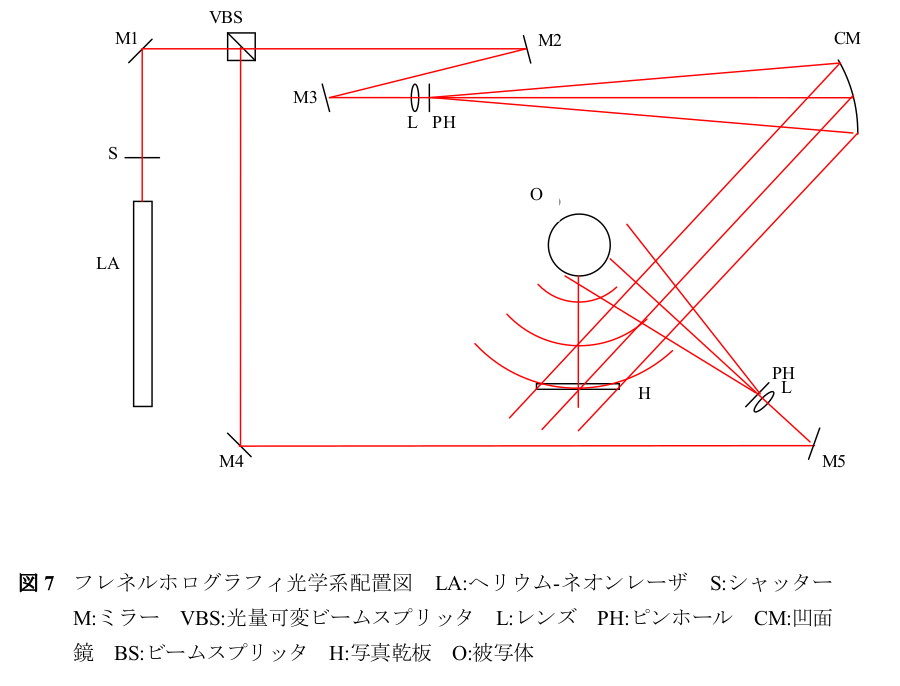 VBS
M1
M2
CM
M3
L
PH
S
O
LA
PH
L
H
M4
M5
図 7 フレネルホログラフィ光学系配置図 LA:ヘリウム-ネオンレーザ S:シャッター
M:ミラー VBS:光量可変ビームスプリッタ L:レンズ PH:ピンホール CM:凹面
鏡 BS:ビームスプリッタ H:写真乾板 O:被写体